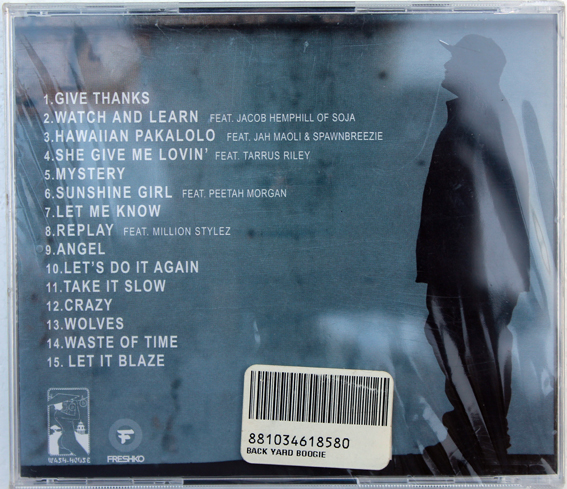 1.GIVE THANKS
2.WATCH AND LEARN FEAT. JACOB HEMPHILL OF SOJA
3.HAWAIIAN PAKALOLO FEAT. JAH MAOLI & SPAWNBREEZIE
4.SHE GIVE ME LOVIN' FEAT. TARRUS RILEY
5.MYSTERY
6.SUNSHINE GIRL FEAT. PEETAH MORGAN
7.LET ME KNOW
8.REPLAY FEAT. MILLION STYLEZ
9.ANGEL
10.LET'S DO IT AGAIN
11.TAKE IT SLOW
12.CRAZY
13.WOLVES
14.WASTE OF TIME
15. LET IT BLAZE
FRESHKO
881034618580
BACK YARD BOOGIE